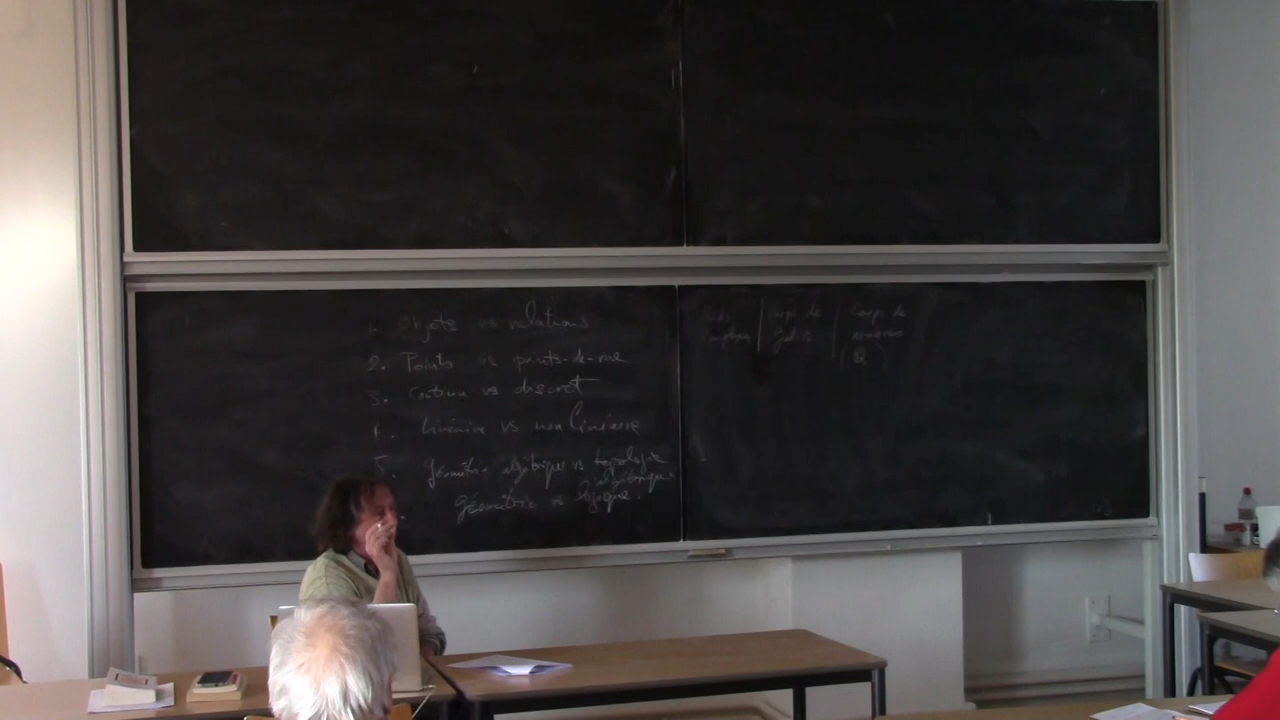 1. Objets vs relations
2. Points vs points-de-vue
3. Continu vs discret
4. linéaire vs non linéaire
5. géométrie algébrique vs topologie
algébrique
géométrie vs logique.
Corps de
Corps de
nombres